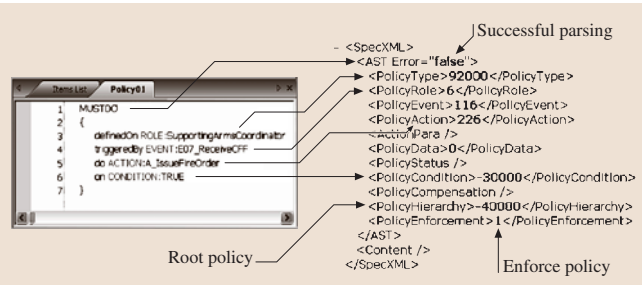 Successful parsing
Items List Policy01
1 MUSTDO
2 {
3 definedOn ROLE:SupportingArmsCoordinator
4 triggeredBy EVENT:E07_ReceiveCFF
5 do ACTION:A_IssueFireOrder
6 on CONDITION:TRUE
7 }
- <SpecXML>
<AST Error="false">
<PolicyType>92000</PolicyType>
<PolicyRole>6</PolicyRole>
<PolicyEvent>116</PolicyEvent>
<PolicyAction>226</PolicyAction>
<ActionPara />
<PolicyData>0</PolicyData>
<PolicyStatus />
<PolicyCondition>-30000</PolicyCondition>
<PolicyCompensation />
<PolicyHierarchy>-40000</PolicyHierarchy>
<PolicyEnforcement>1</PolicyEnforcement>
</AST>
<Content />
</SpecXML>
Root policy
Enforce policy